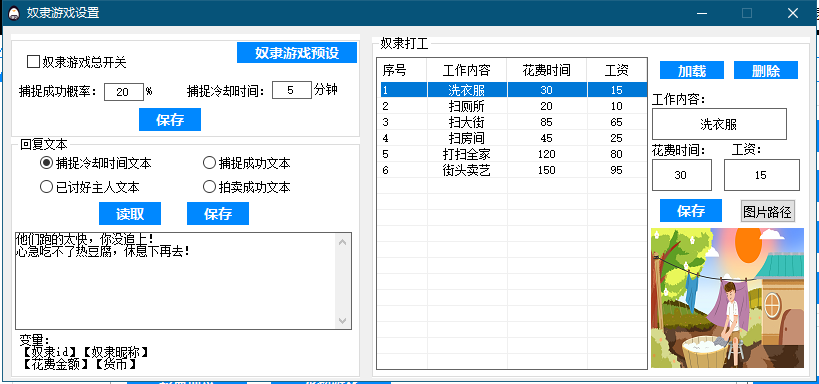 奴隶游戏设置
奴隶游戏总开关
奴隶游戏预设
捕捉成功概率： 20 %
捕捉冷却时间： 5 分钟
保存
回复文本
捕捉冷却时间文本
捕捉成功文本
已讨好主人文本
拍卖成功文本
读取
保存
他们跑的太快，你没追上！
心急吃不了热豆腐，休息下再去！
变量：
【奴隶id】【奴隶昵称】
【花费金额】【货币】
奴隶打工
序号 工作内容 花费时间 工资
1 洗衣服 30 15
2 扫厕所 20 10
3 扫大街 85 65
4 扫房间 45 25
5 打扫全家 120 80
6 街头卖艺 150 95
加载
删除
工作内容：
洗衣服
花费时间： 工资：
30 15
保存
图片路径